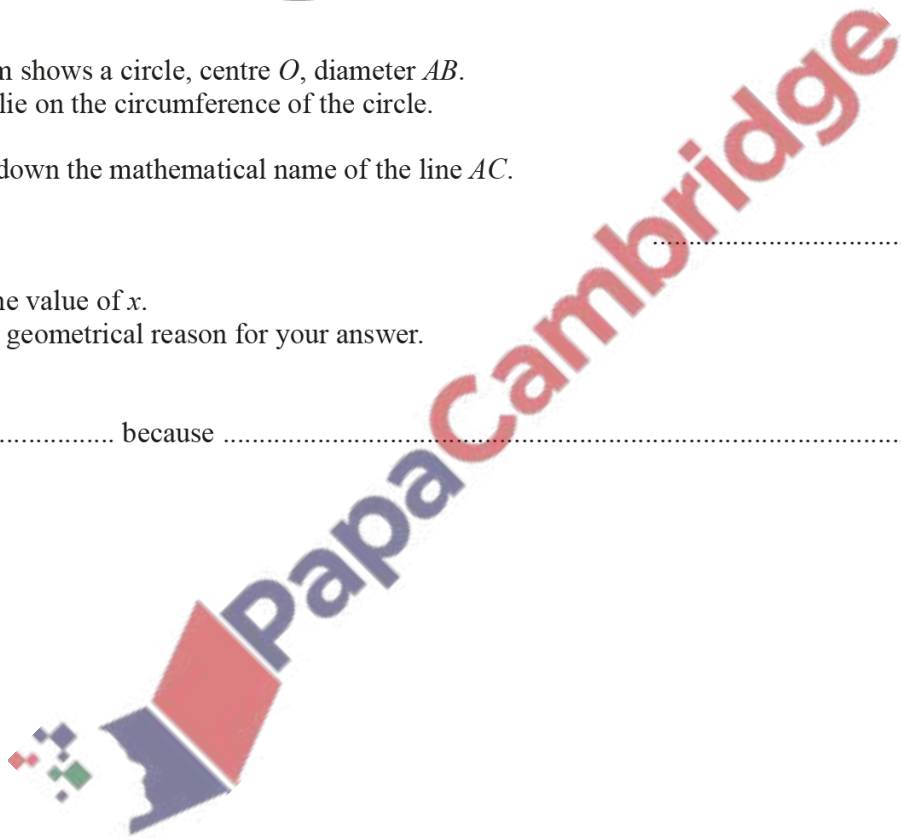 m shows a circle, centre O, diameter AB.
lie on the circumference of the circle.
down the mathematical name of the line AC.
....................................
he value of x.
geometrical reason for your answer.
................ because ................................................................................................
PapaCambridge